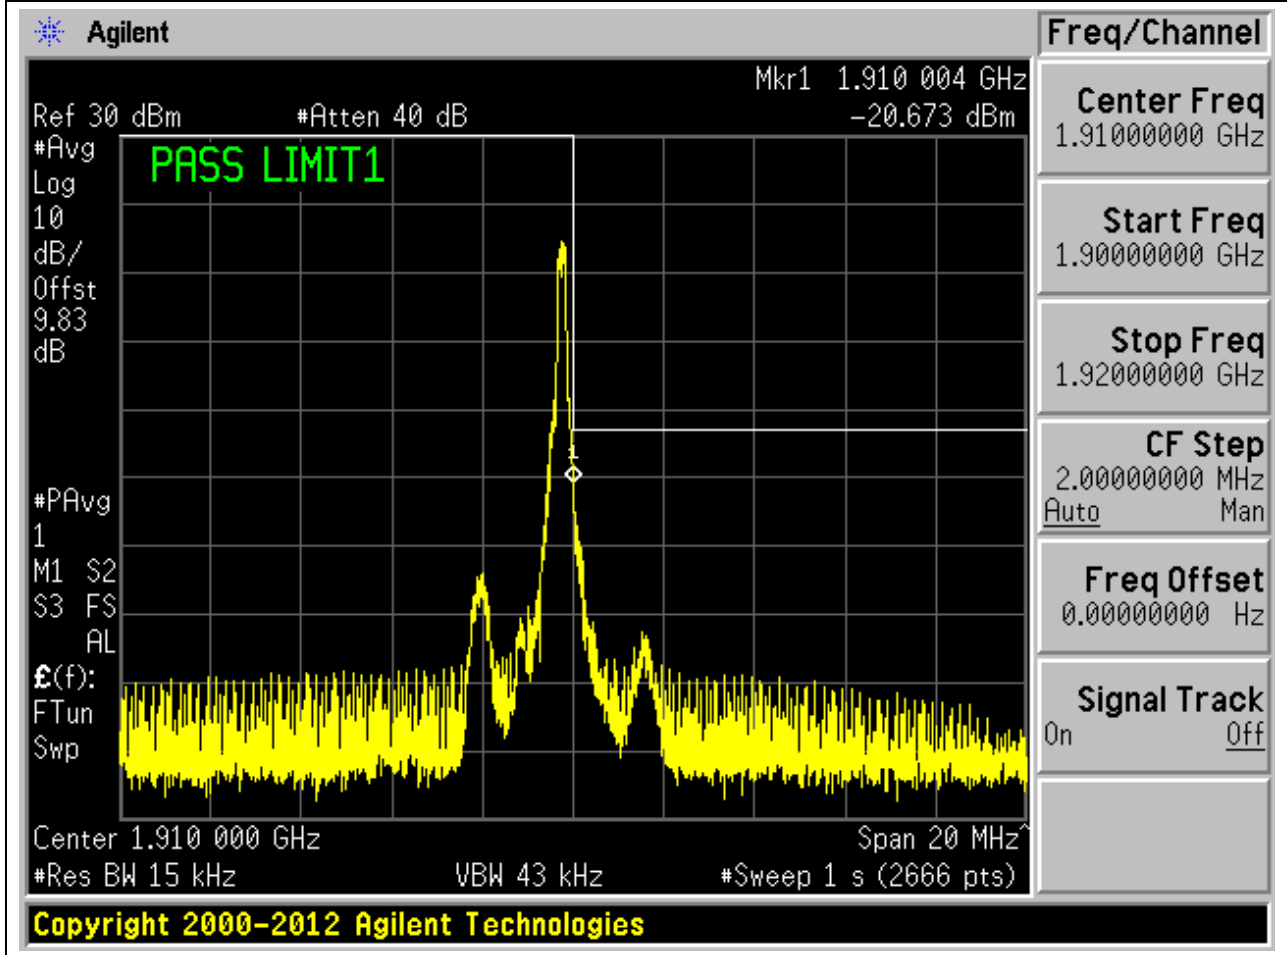 Agilent
Freq/Channel
Mkr1 1.910 004 GHz
Ref 30 dBm #Atten 40 dB -20.673 dBm
#Avg
Log
10
dB/
Offst
9.83
dB
PASS LIMIT1
1
#PAvg
1
M1 S2
S3 FS
AL
£(f):
FTun
Swp
Center 1.910 000 GHz Span 20 MHz^
#Res BW 15 kHz VBW 43 kHz #Sweep 1 s (2666 pts)
Copyright 2000-2012 Agilent Technologies
Center Freq
1.91000000 GHz
Start Freq
1.90000000 GHz
Stop Freq
1.92000000 GHz
CF Step
2.00000000 MHz
Auto Man
Freq Offset
0.00000000 Hz
Signal Track
On Off